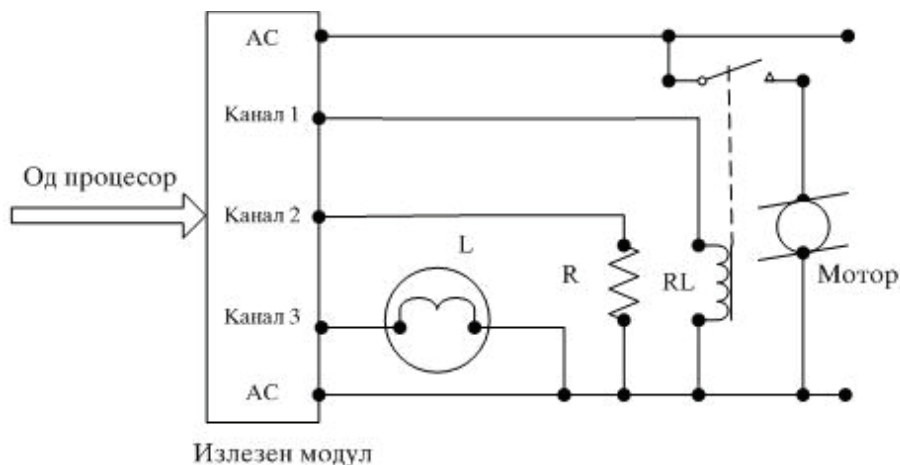 AC
Канал 1
Од процесор
Канал 2
L
R
RL
Мотор
Канал 3
AC
Излезен модул